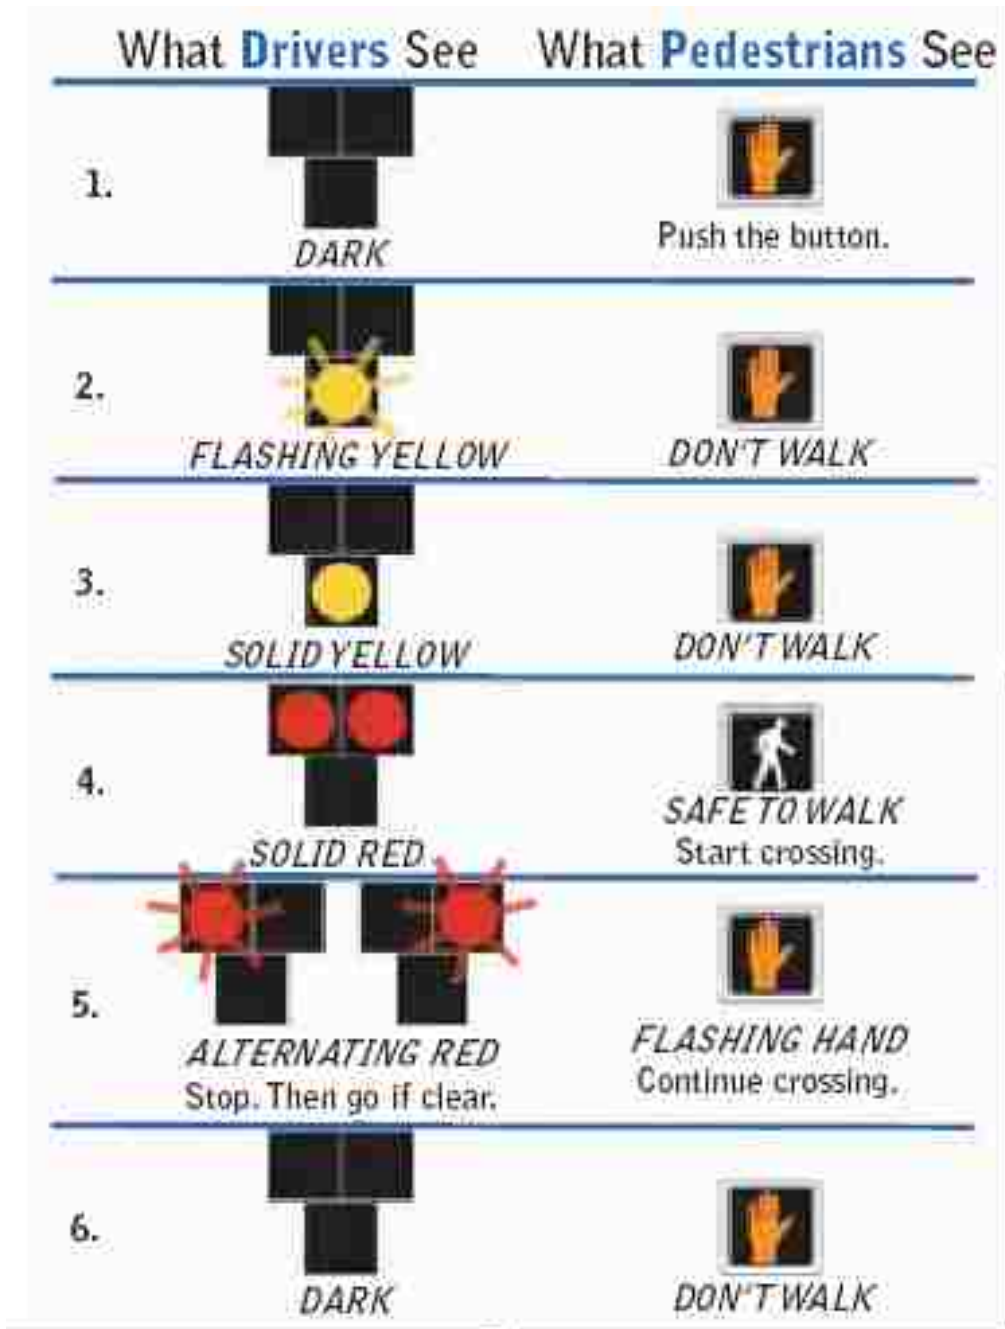 What Drivers See What Pedestrians See
1.
DARK
Push the button.
2.
FLASHING YELLOW
DON'T WALK
3.
SOLID YELLOW
DON'T WALK
4.
SOLID RED
SAFE TO WALK
Start crossing.
5.
ALTERNATING RED
Stop. Then go if clear.
FLASHING HAND
Continue crossing.
6.
DARK
DON'T WALK